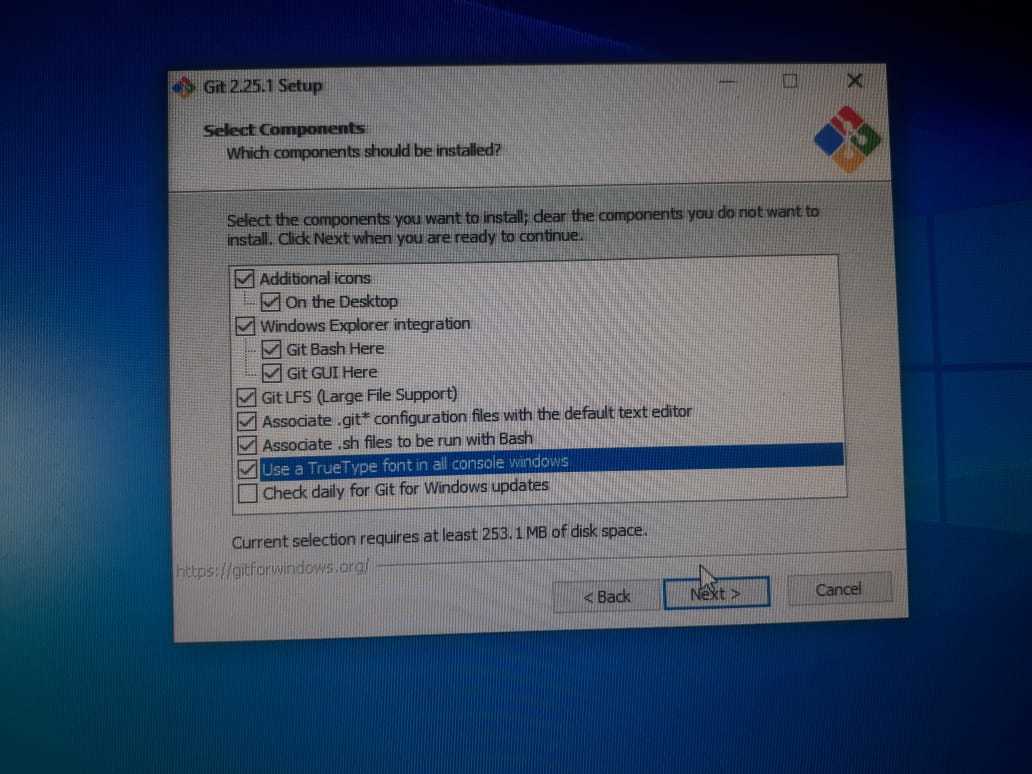 Git 2.25.1 Setup
Select Components
Which components should be installed?
Select the components you want to install; clear the components you do not want to
install. Click Next when you are ready to continue.
Additional icons
On the Desktop
Windows Explorer integration
Git Bash Here
Git GUI Here
Git LFS (Large File Support)
Associate .git* configuration files with the default text editor
Associate .sh files to be run with Bash
Use a TrueType font in all console windows
Check daily for Git for Windows updates
Current selection requires at least 253.1 MB of disk space.
https://gitforwindows.org/
< Back
Next >
Cancel